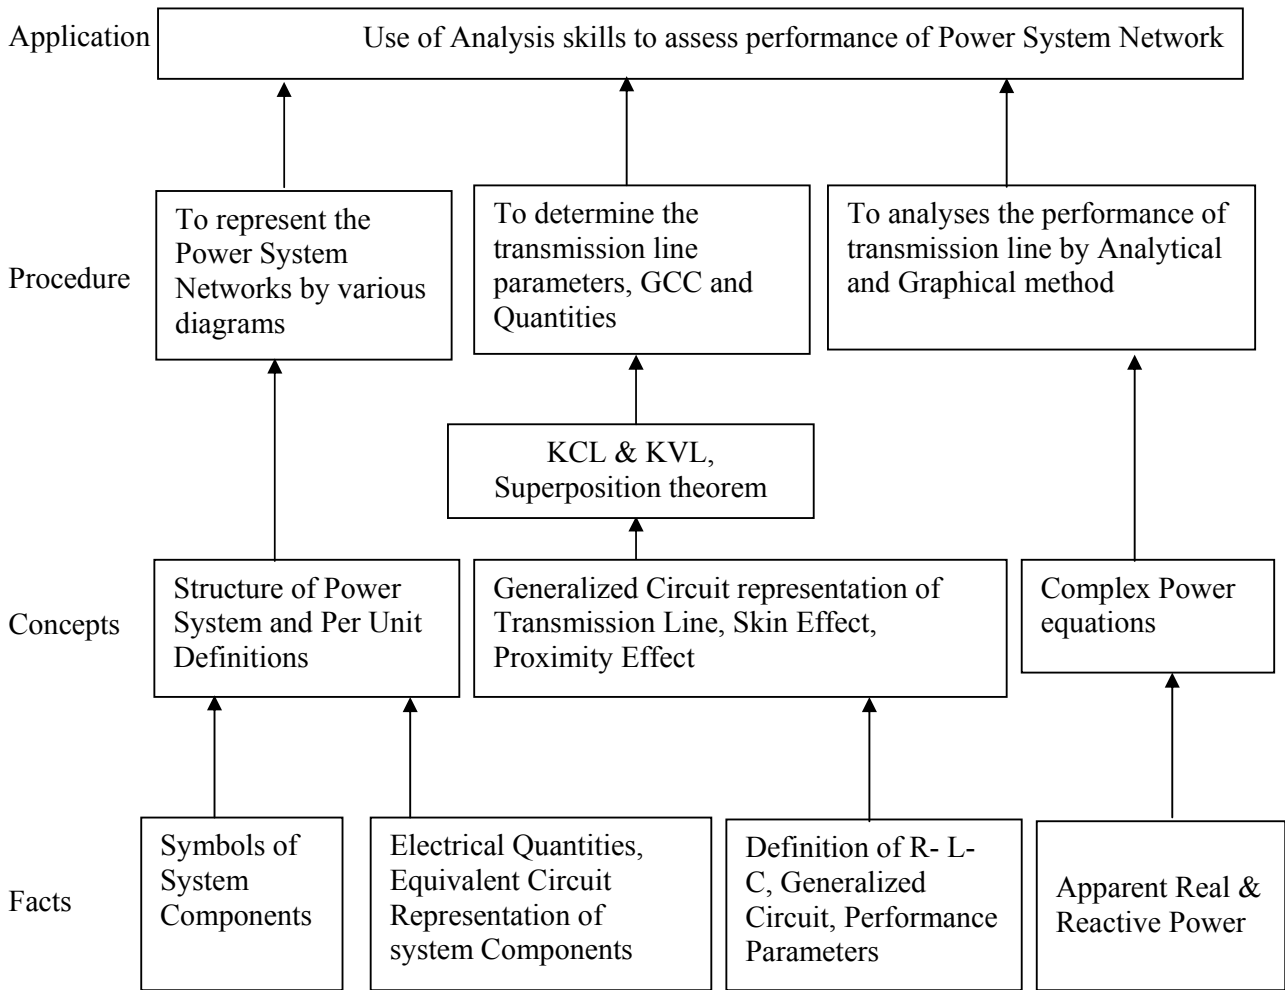 Application
Use of Analysis skills to assess performance of Power System Network
Procedure
To represent the
Power System
Networks by various
diagrams
To determine the
transmission line
parameters, GCC and
Quantities
To analyses the performance of
transmission line by Analytical
and Graphical method
KCL & KVL,
Superposition theorem
Concepts
Structure of Power
System and Per Unit
Definitions
Generalized Circuit representation of
Transmission Line, Skin Effect,
Proximity Effect
Complex Power
equations
Facts
Symbols of
System
Components
Electrical Quantities,
Equivalent Circuit
Representation of
system Components
Definition of R- L-
C, Generalized
Circuit, Performance
Parameters
Apparent Real &
Reactive Power